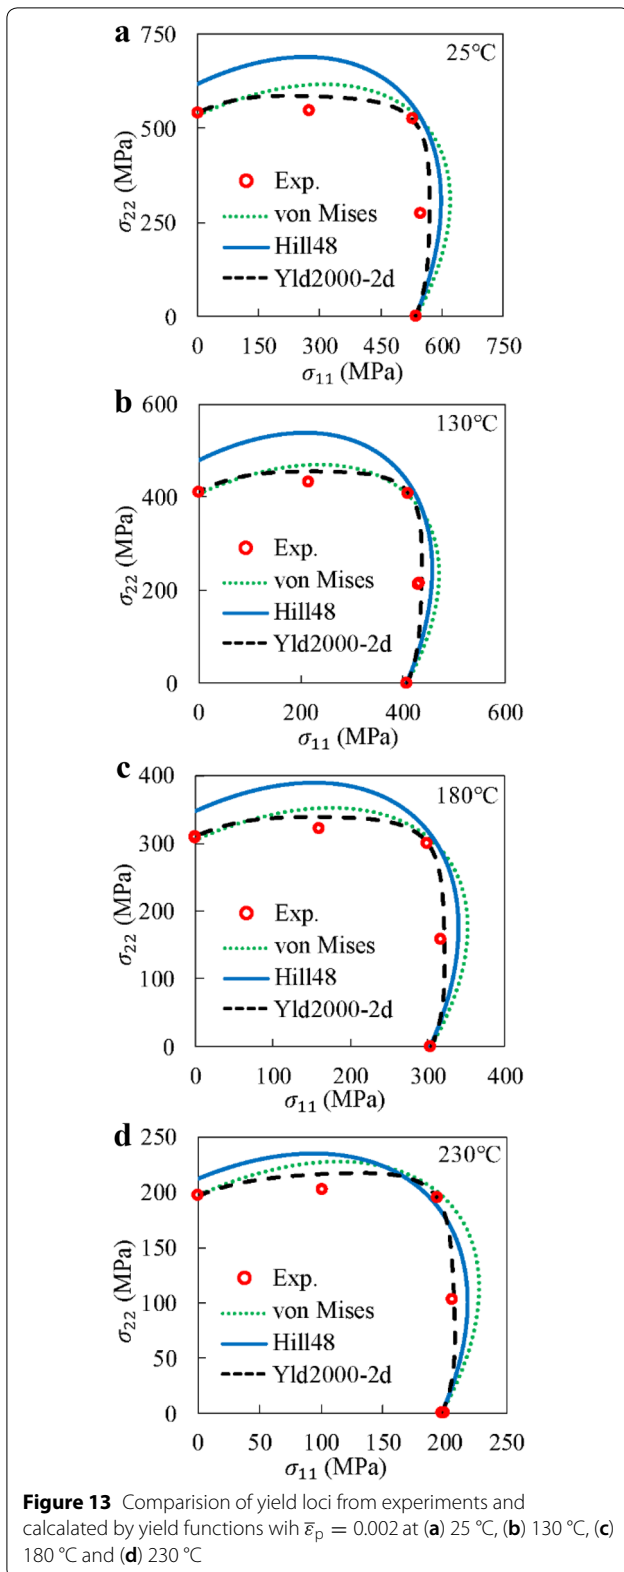 a
750
25℃
500
σ22 (MPa)
Exp.
von Mises
250
Hill48
Yld2000-2d
0
0 150 300 450 600 750
σ11 (MPa)
b
600
130℃
400
σ22 (MPa)
Exp.
von Mises
200
Hill48
Yld2000-2d
0
0 200 400 600
σ11 (MPa)
c
400
180℃
300
σ22 (MPa)
200
Exp.
von Mises
100
Hill48
Yld2000-2d
0
0 100 200 300 400
σ11 (MPa)
d
250
230℃
200
150
σ22 (MPa)
Exp.
100
von Mises
Hill48
50
Yld2000-2d
0
0 50 100 150 200 250
σ11 (MPa)
Figure 13 Comparision of yield loci from experiments and
calcalated by yield functions wih ε̅p = 0.002 at (a) 25 °C, (b) 130 °C, (c)
180 °C and (d) 230 °C